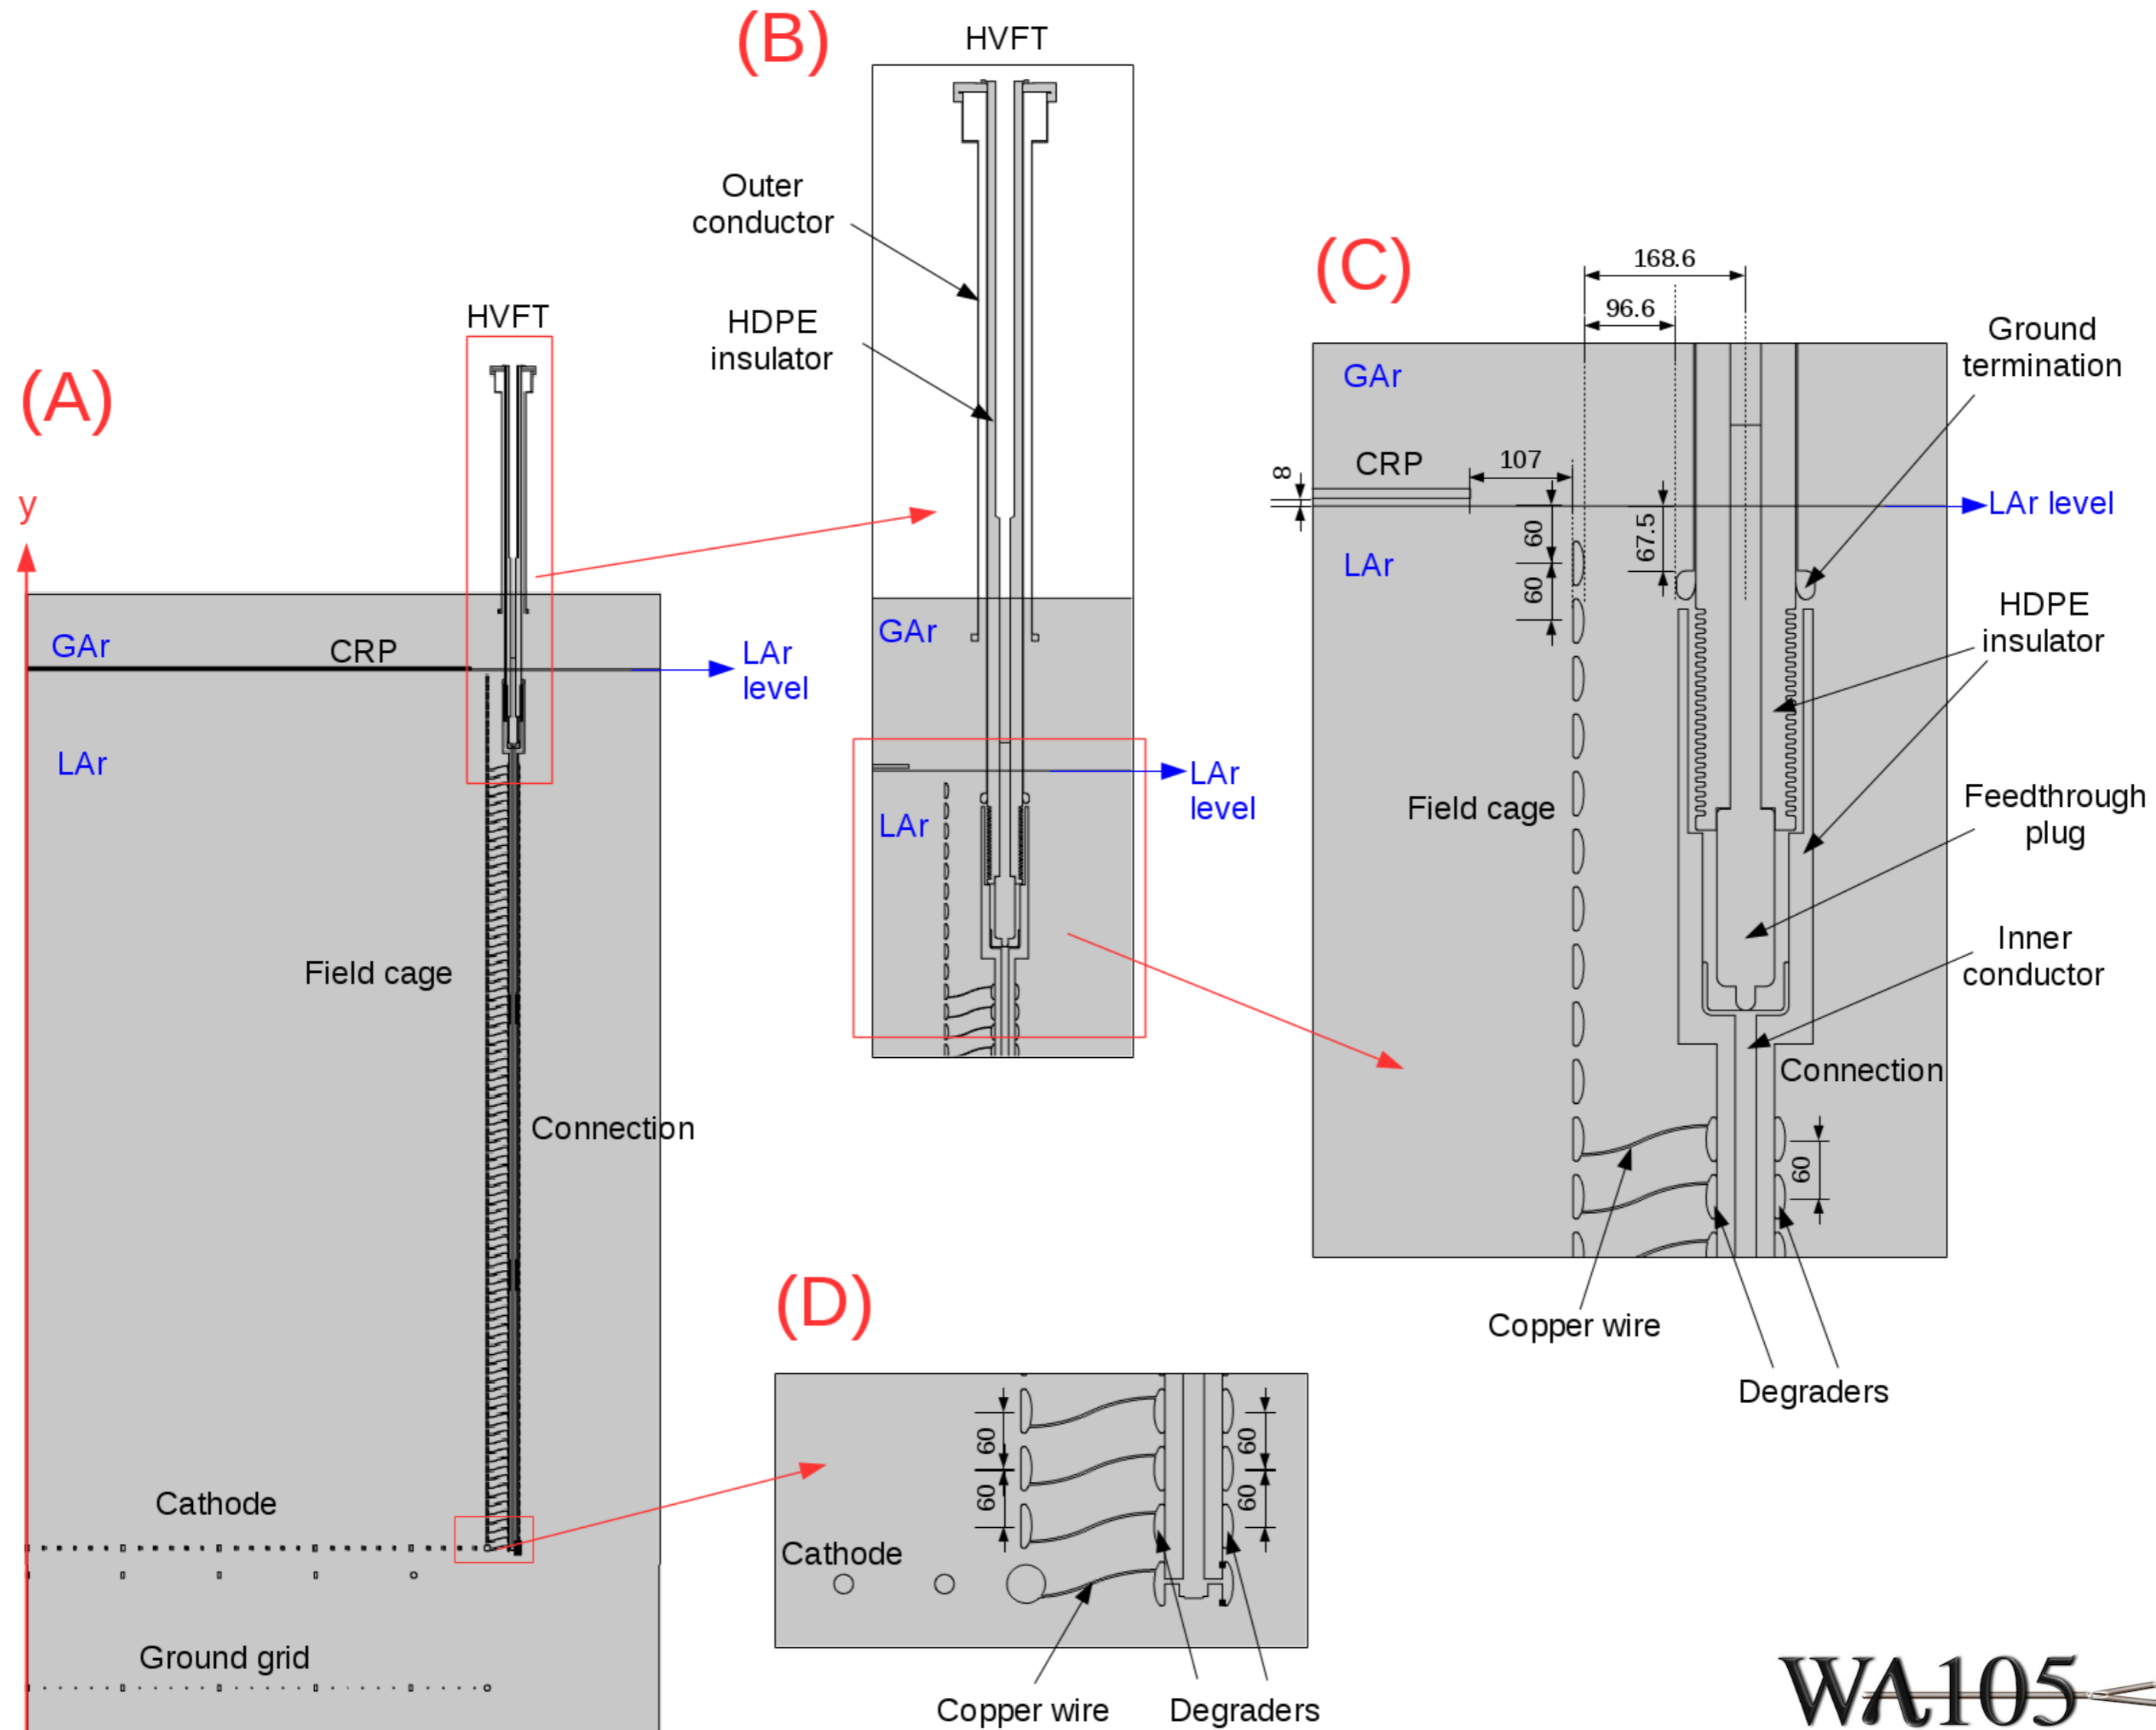 (A)
HVFT
y
GAr
CRP
LAr
level
LAr
Field cage
Connection
Cathode
Ground grid
(B)
HVFT
Outer
conductor
HDPE
insulator
GAr
LAr
level
LAr
(C)
168.6
96.6
Ground
termination
GAr
CRP
107
8
LAr level
60
67.5
LAr
60
HDPE
insulator
Field cage
Feedthrough
plug
Inner
conductor
Connection
60
Copper wire
Degraders
(D)
60
60
60
60
Cathode
Copper wire
Degraders
WA105